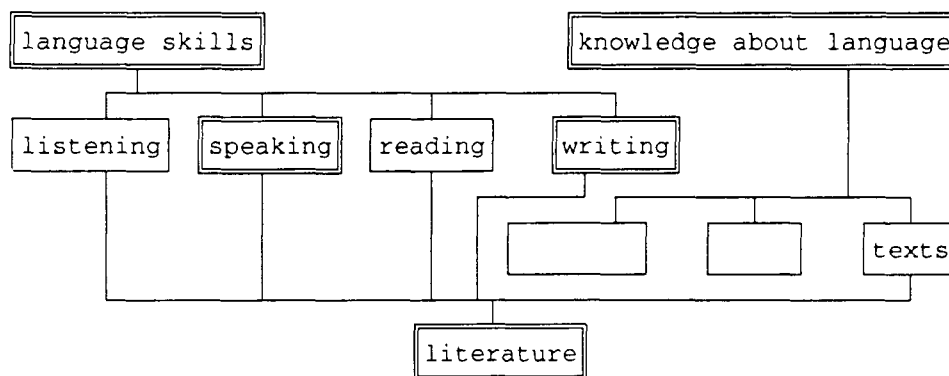 language skills
knowledge about language
listening
speaking
reading
writing
texts
literature